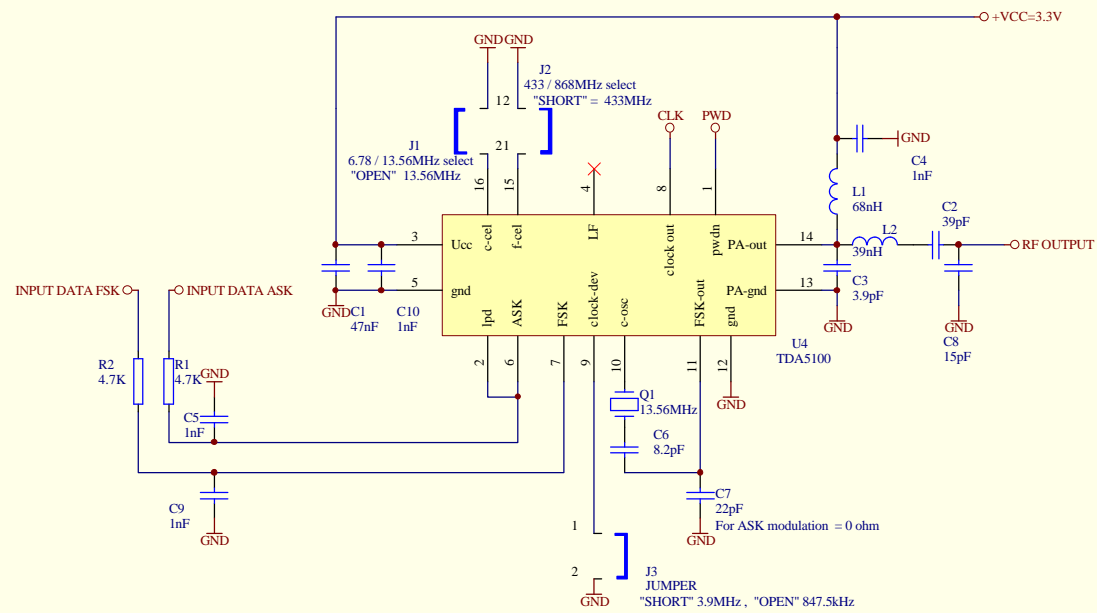 +VCC=3.3V
GND GND
J2
433 / 868MHz select
"SHORT" = 433MHz
12
21
J1
6.78 / 13.56MHz select
"OPEN" 13.56MHz
CLK
PWD
GND
C4
1nF
16
15
4
8
1
L1
68nH
C2
39pF
L2
39nH
3
Ucc
c-cel
f-cel
LF
clock out
pwdn
PA-out
14
RF OUTPUT
5
gnd
PA-gnd
13
C3
3.9pF
INPUT DATA FSK
INPUT DATA ASK
GND
C1
47nF
C10
1nF
lpd
ASK
FSK
clock-dev
c-osc
FSK-out
gnd
U4
TDA5100
GND
GND
C8
15pF
2
6
7
9
10
11
12
R2
4.7K
R1
4.7K
GND
C5
1nF
Q1
13.56MHz
GND
C6
8.2pF
C9
1nF
GND
C7
22pF
For ASK modulation = 0 ohm
GND
1
2
J3
JUMPER
"SHORT" 3.9MHz , "OPEN" 847.5kHz
GND